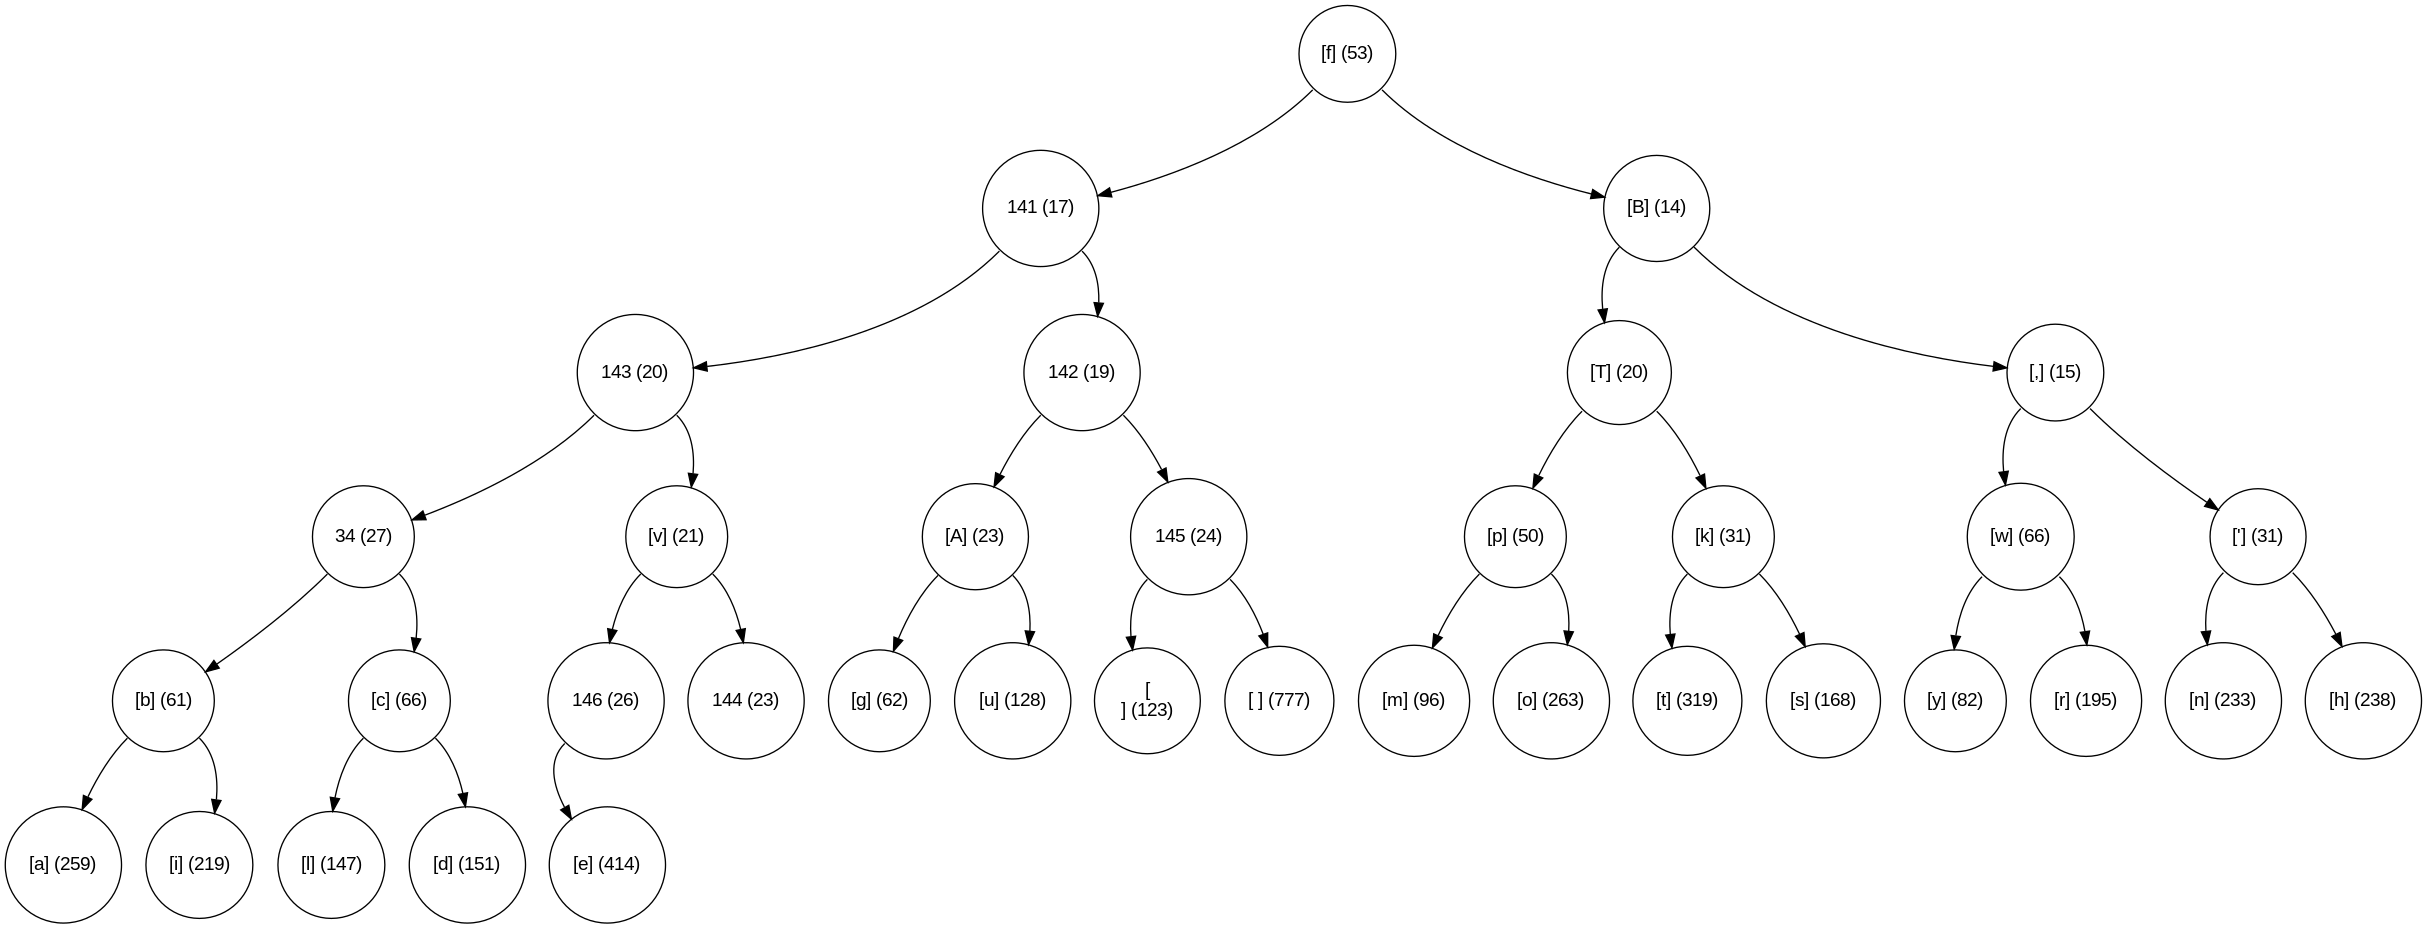 [f] (53)
141 (17)
[B] (14)
143 (20)
142 (19)
[T] (20)
[,] (15)
34 (27)
[v] (21)
[A] (23)
145 (24)
[p] (50)
[k] (31)
[w] (66)
['] (31)
[b] (61)
[c] (66)
146 (26)
144 (23)
[g] (62)
[u] (128)
[
] (123)
[ ] (777)
[m] (96)
[o] (263)
[t] (319)
[s] (168)
[y] (82)
[r] (195)
[n] (233)
[h] (238)
[a] (259)
[i] (219)
[l] (147)
[d] (151)
[e] (414)